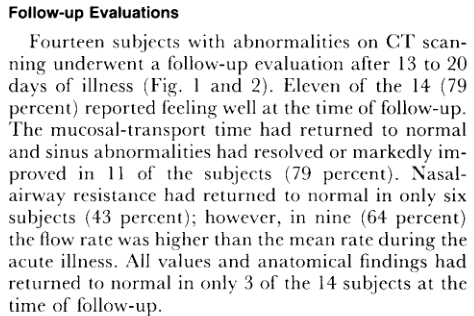 Follow-up Evaluations
Fourteen subjects with abnormalities on CT scan-
ning underwent a follow-up evaluation after 13 to 20
days of illness (Fig. 1 and 2). Eleven of the 14 (79
percent) reported feeling well at the time of follow-up.
The mucosal-transport time had returned to normal
and sinus abnormalities had resolved or markedly im-
proved in 11 of the subjects (79 percent). Nasal-
airway resistance had returned to normal in only six
subjects (43 percent); however, in nine (64 percent)
the flow rate was higher than the mean rate during the
acute illness. All values and anatomical findings had
returned to normal in only 3 of the 14 subjects at the
time of follow-up.